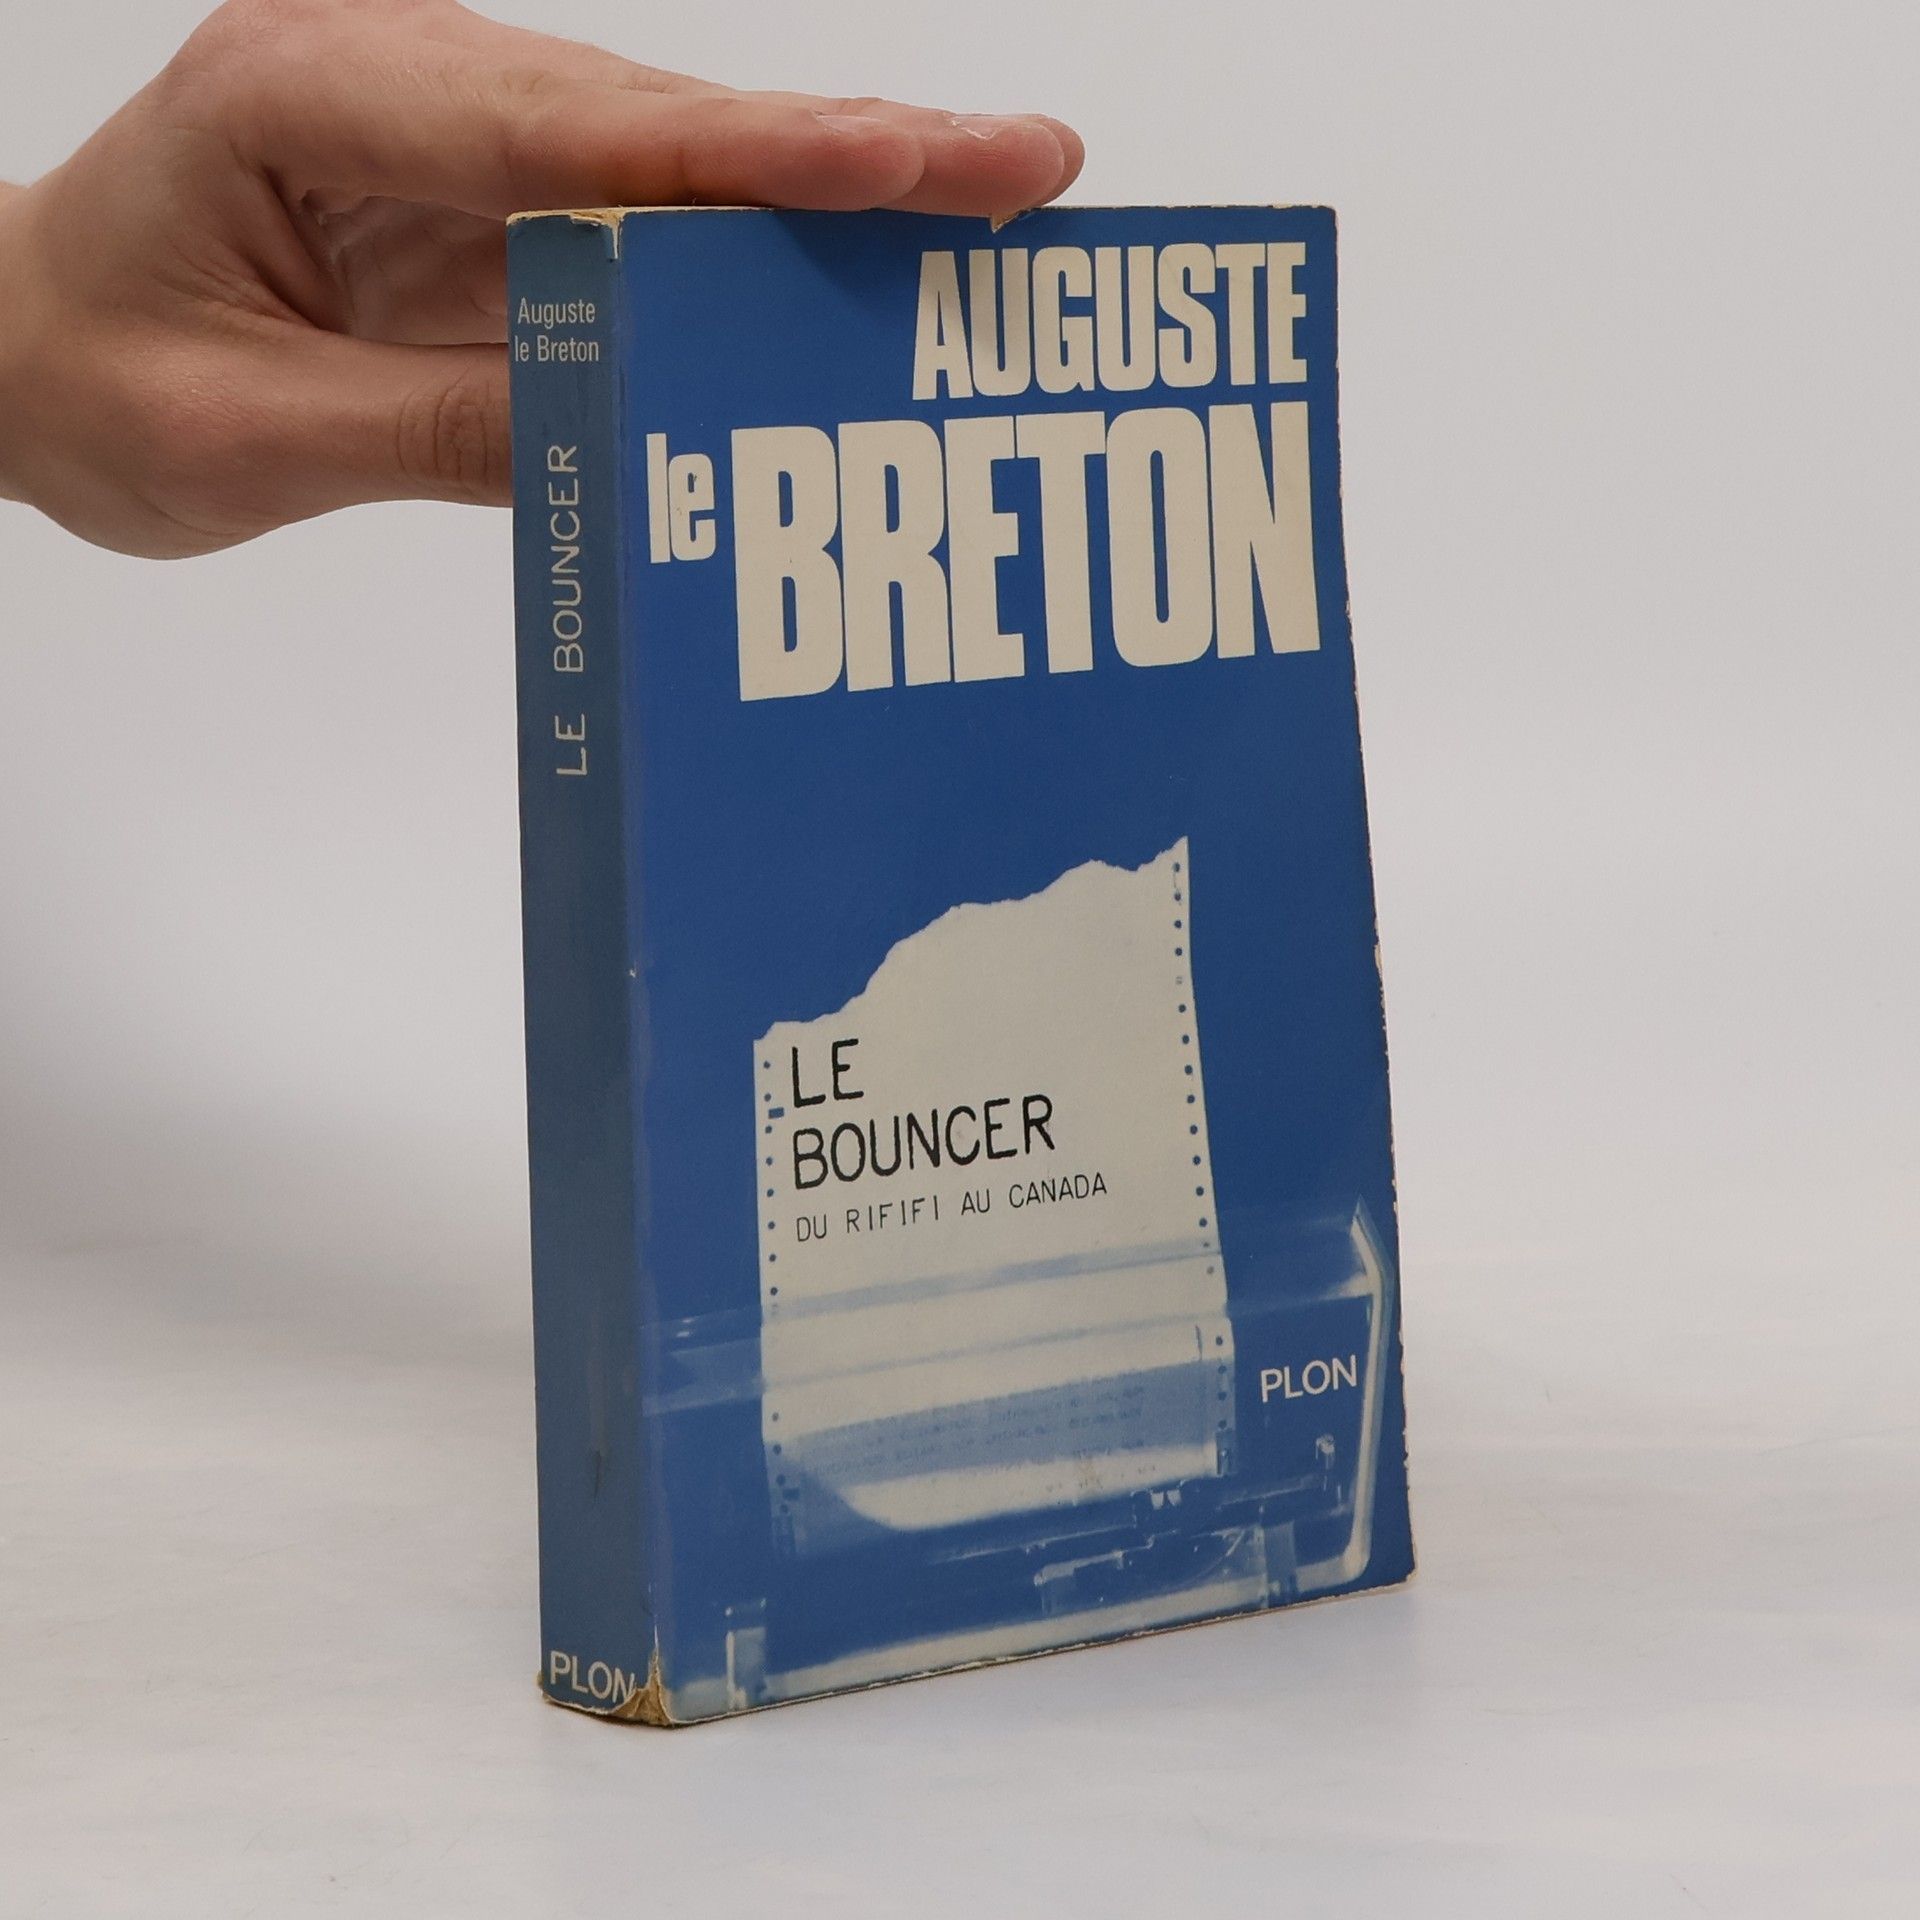 Auguste
le Breton
LE BOUNCER
PLON
AUGUSTE
le BRETON
LE
BOUNCER
DU RIFIFI AU CANADA
PLON